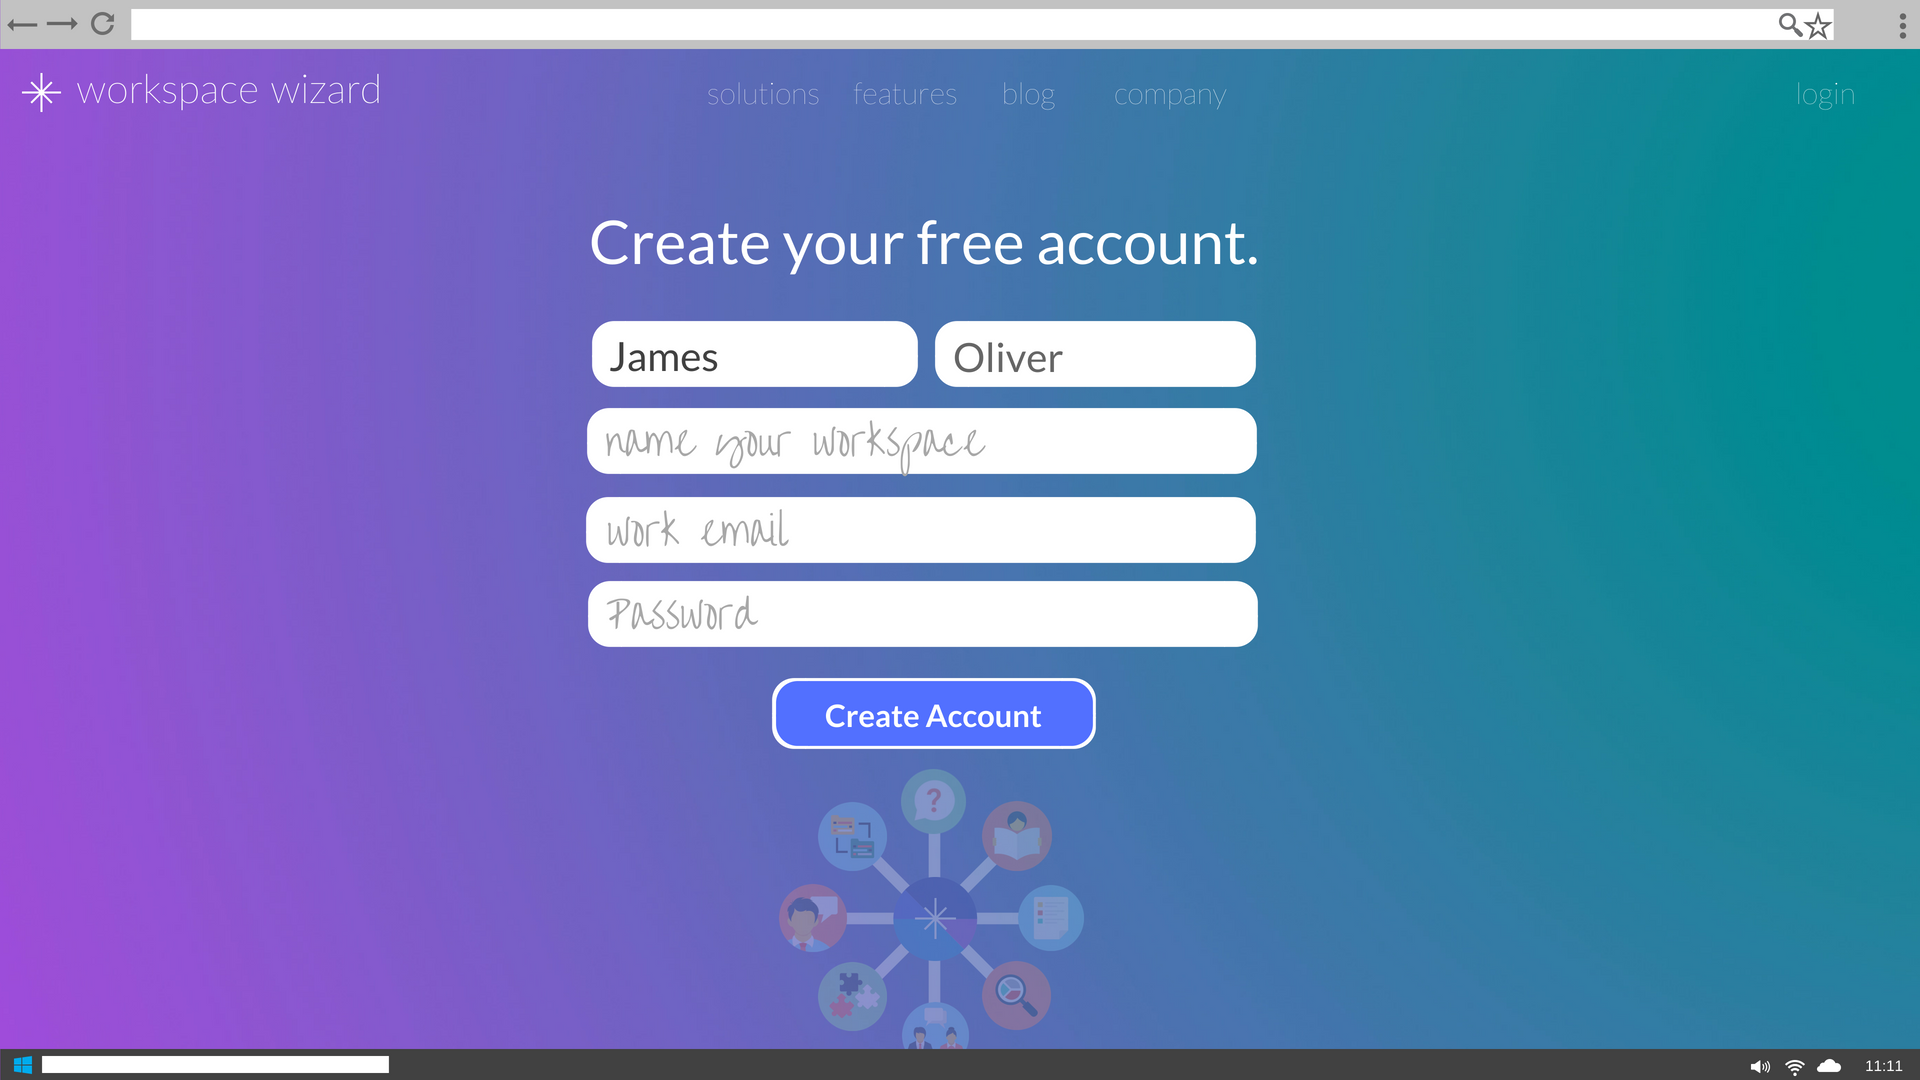 workspace wizard
solutions features blog company login
Create your free account.
James Oliver
name your workspace
work email
Password
Create Account
?
11:11